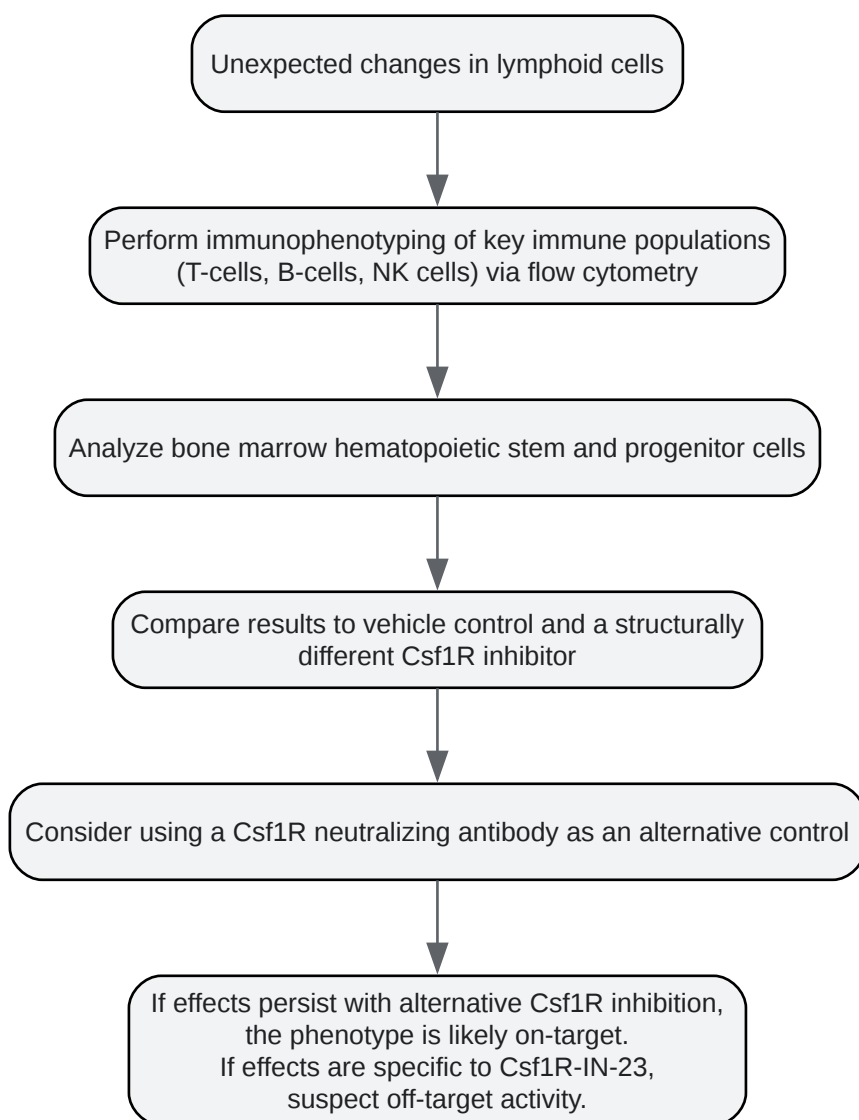 Unexpected changes in lymphoid cells
Perform immunophenotyping of key immune populations
(T-cells, B-cells, NK cells) via flow cytometry
Analyze bone marrow hematopoietic stem and progenitor cells
Compare results to vehicle control and a structurally
different Csf1R inhibitor
Consider using a Csf1R neutralizing antibody as an alternative control
If effects persist with alternative Csf1R inhibition,
the phenotype is likely on-target.
If effects are specific to Csf1R-IN-23,
suspect off-target activity.